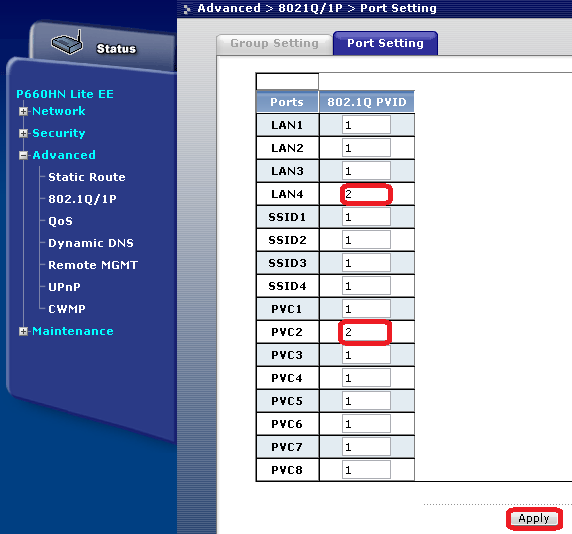 Advanced > 8021Q/1P > Port Setting
Status
P660HN Lite EE
Network
Security
Advanced
Static Route
802.1Q/1P
QoS
Dynamic DNS
Remote MGMT
UPnP
CWMP
Maintenance
Group Setting Port Setting
Ports 802.1Q PVID
LAN1 1
LAN2 1
LAN3 1
LAN4 2
SSID1 1
SSID2 1
SSID3 1
SSID4 1
PVC1 1
PVC2 2
PVC3 1
PVC4 1
PVC5 1
PVC6 1
PVC7 1
PVC8 1
Apply